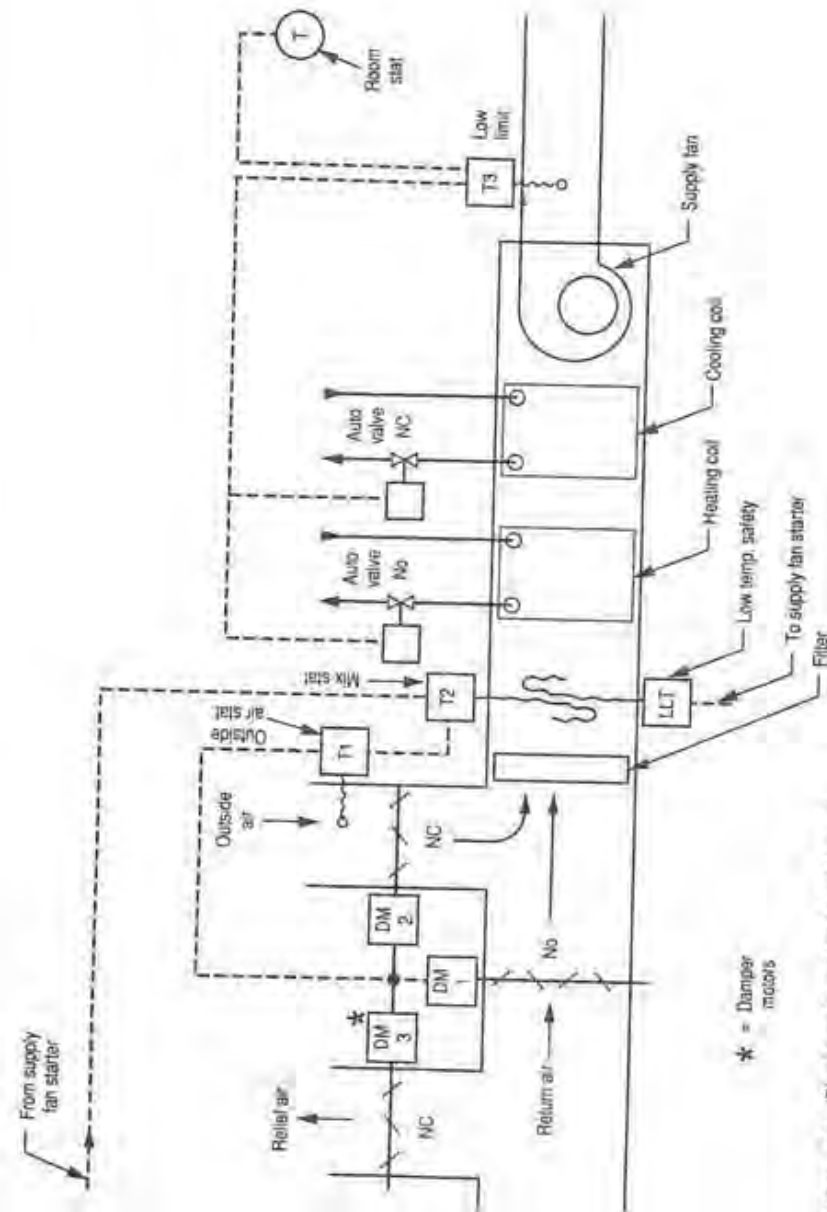 From supply
fan starter
T
Room
stat
Low
limit
T3
Supply fan
Auto
valve
NC
Cooling coil
Auto
valve
No
Heating coil
Mix stat
T2
Low temp. safety
LLT
To supply fan starter
Filter
Outside
air stat
T1
Outside
air
NC
DM
2
DM
1
No
DM
3
*
Relief air
NC
Return air
* = Damper
motors